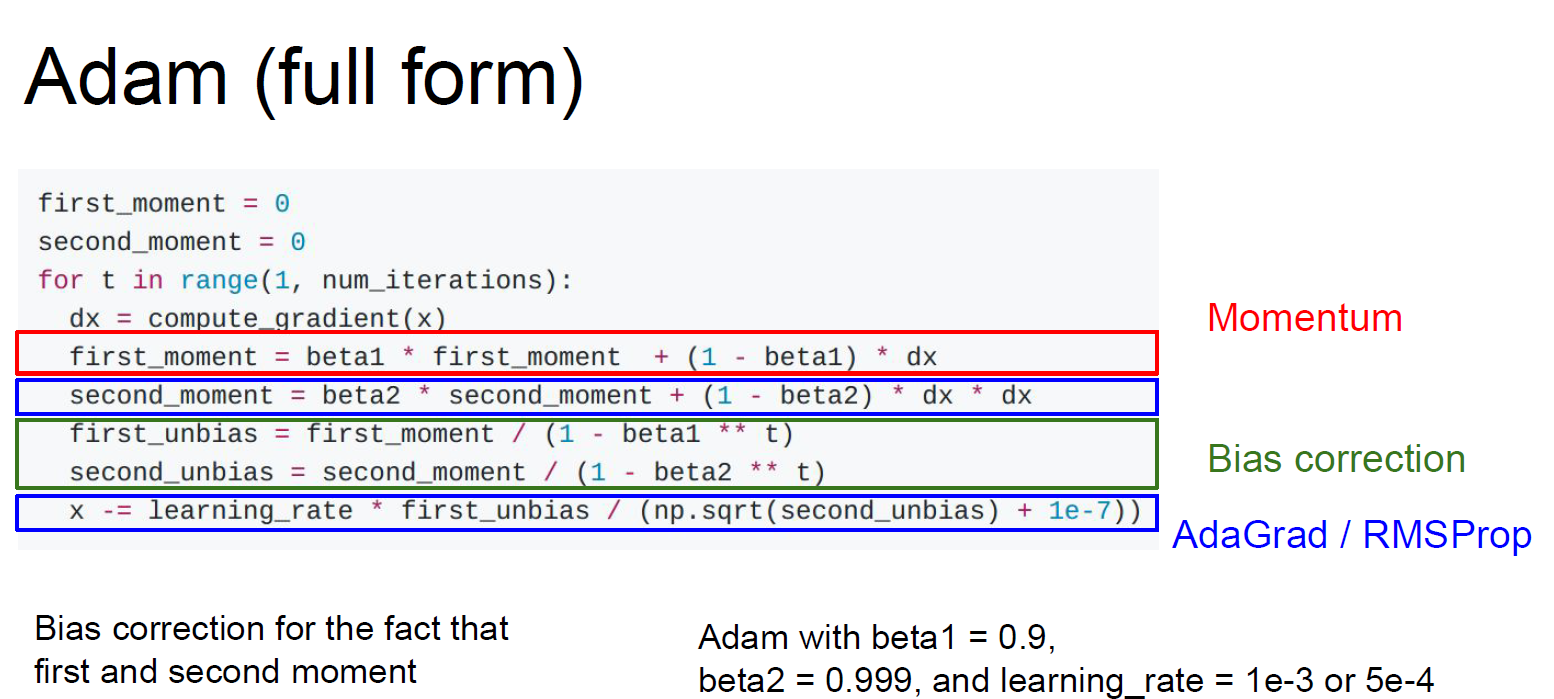 Adam (full form)
first_moment = 0
second_moment = 0
for t in range(1, num_iterations):
  dx = compute_gradient(x)
  first_moment = beta1 * first_moment  + (1 - beta1) * dx
  second_moment = beta2 * second_moment + (1 - beta2) * dx * dx
  first_unbias = first_moment / (1 - beta1 ** t)
  second_unbias = second_moment / (1 - beta2 ** t)
  x -= learning_rate * first_unbias / (np.sqrt(second_unbias) + 1e-7))
Momentum
Bias correction
AdaGrad / RMSProp
Bias correction for the fact that
first and second moment
Adam with beta1 = 0.9,
beta2 = 0.999, and learning_rate = 1e-3 or 5e-4